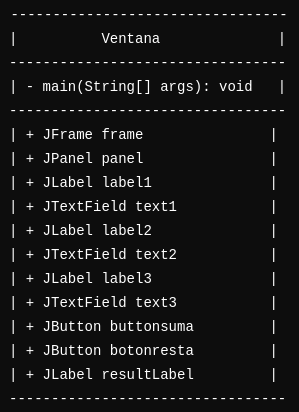 ---------------------------------
|          Ventana              |
---------------------------------
| - main(String[] args): void   |
---------------------------------
| + JFrame frame               |
| + JPanel panel               |
| + JLabel label1              |
| + JTextField text1           |
| + JLabel label2              |
| + JTextField text2           |
| + JLabel label3              |
| + JTextField text3           |
| + JButton buttonsuma         |
| + JButton botonresta         |
| + JLabel resultLabel         |
---------------------------------